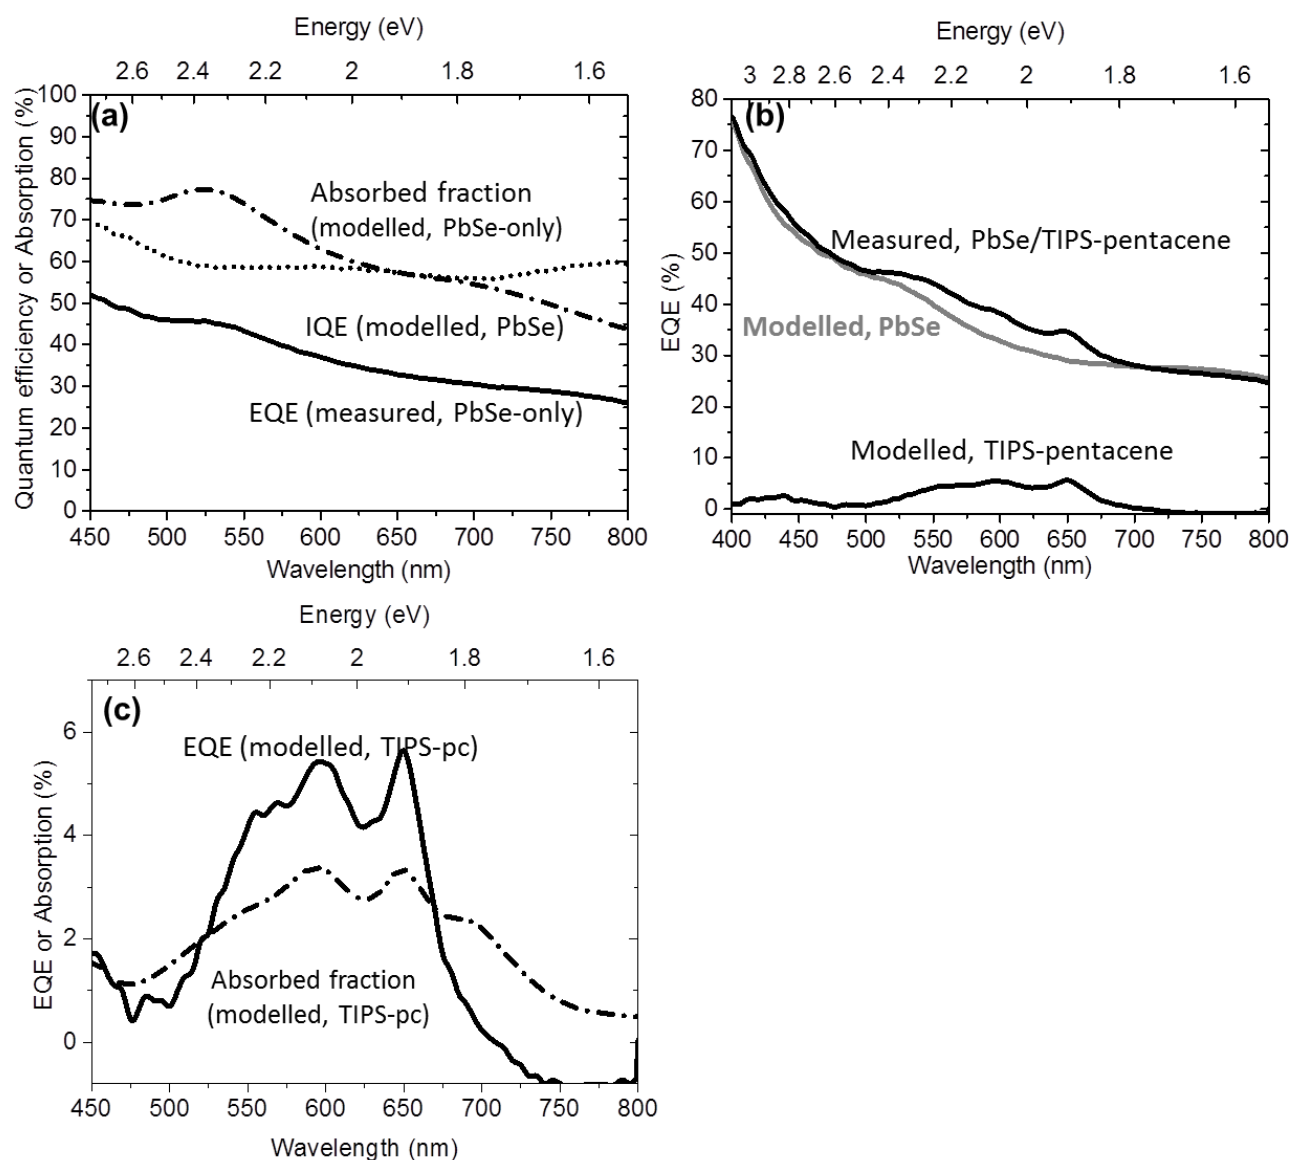 Energy (eV)
2.6 2.4 2.2 2 1.8 1.6
100
90
80
70
60
50
40
30
20
10
0
Quantum efficiency or Absorption (%)
(a)
Absorbed fraction
(modelled, PbSe-only)
IQE (modelled, PbSe)
EQE (measured, PbSe-only)
450 500 550 600 650 700 750 800
Wavelength (nm)
Energy (eV)
3 2.8 2.6 2.4 2.2 2 1.8 1.6
80
70
60
50
40
30
20
10
0
EQE (%)
(b)
Measured, PbSe/TIPS-pentacene
Modelled, PbSe
Modelled, TIPS-pentacene
400 450 500 550 600 650 700 750 800
Wavelength (nm)
Energy (eV)
2.6 2.4 2.2 2 1.8 1.6
6
4
2
0
EQE or Absorption (%)
(c)
EQE (modelled, TIPS-pc)
Absorbed fraction
(modelled, TIPS-pc)
450 500 550 600 650 700 750 800
Wavelength (nm)